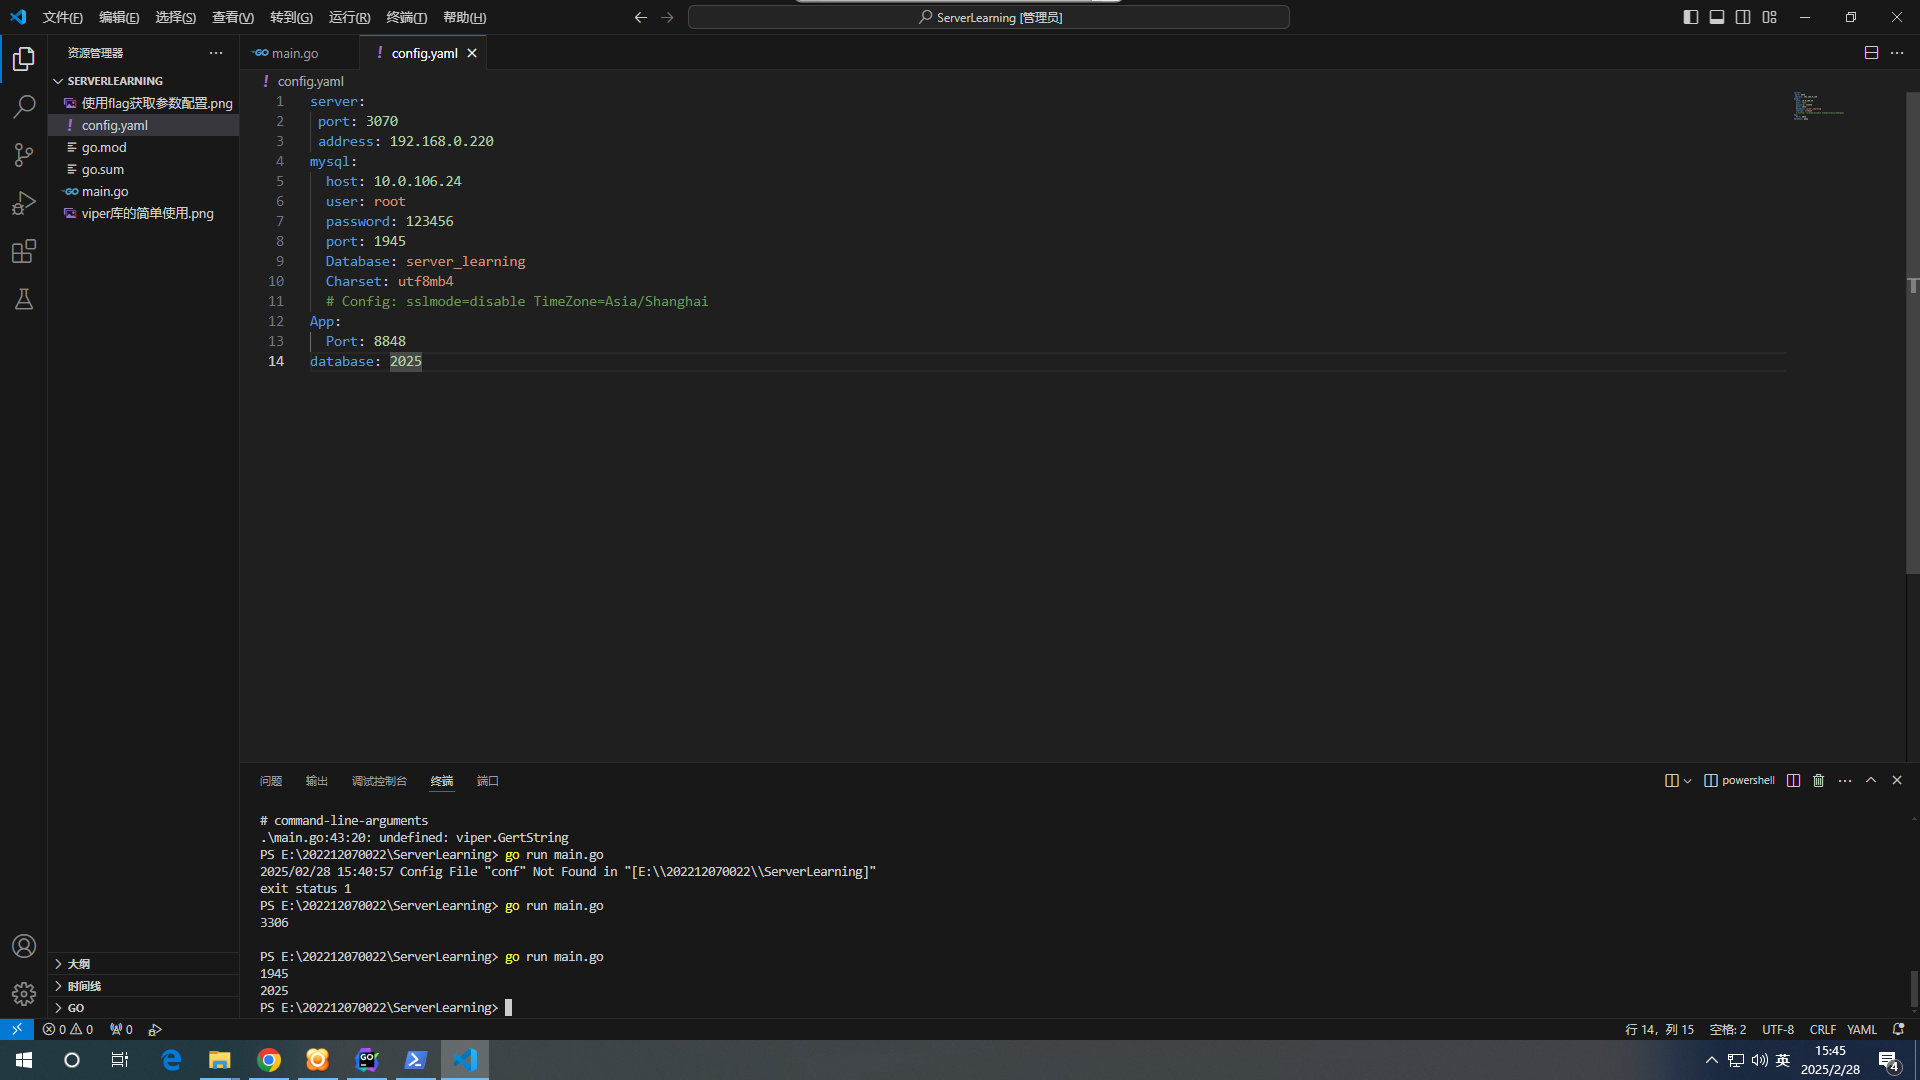 文件(F) 编辑(E) 选择(S) 查看(V) 转到(G) 运行(R) 终端(T) 帮助(H)
ServerLearning [管理员]
资源管理器
SERVERLEARNING
使用flag获取参数配置.png
config.yaml
go.mod
go.sum
GO main.go
viper库的简单使用.png
GO main.go
! config.yaml
! config.yaml
1 server:
2 port: 3070
3 address: 192.168.0.220
4 mysql:
5 host: 10.0.106.24
6 user: root
7 password: 123456
8 port: 1945
9 Database: server_learning
10 Charset: utf8mb4
11 # Config: sslmode=disable TimeZone=Asia/Shanghai
12 App:
13 Port: 8848
14 database: 2025
问题 输出 调试控制台 终端 端口
powershell
# command-line-arguments
.\main.go:43:20: undefined: viper.GertString
PS E:\202212070022\ServerLearning> go run main.go
2025/02/28 15:40:57 Config File "conf" Not Found in "[E:\\202212070022\\ServerLearning]"
exit status 1
PS E:\202212070022\ServerLearning> go run main.go
3306
PS E:\202212070022\ServerLearning> go run main.go
1945
2025
PS E:\202212070022\ServerLearning>
大纲
时间线
GO
0 0 0
行 14, 列 15 空格: 2 UTF-8 CRLF YAML
GO
英
15:45
2025/2/28
4